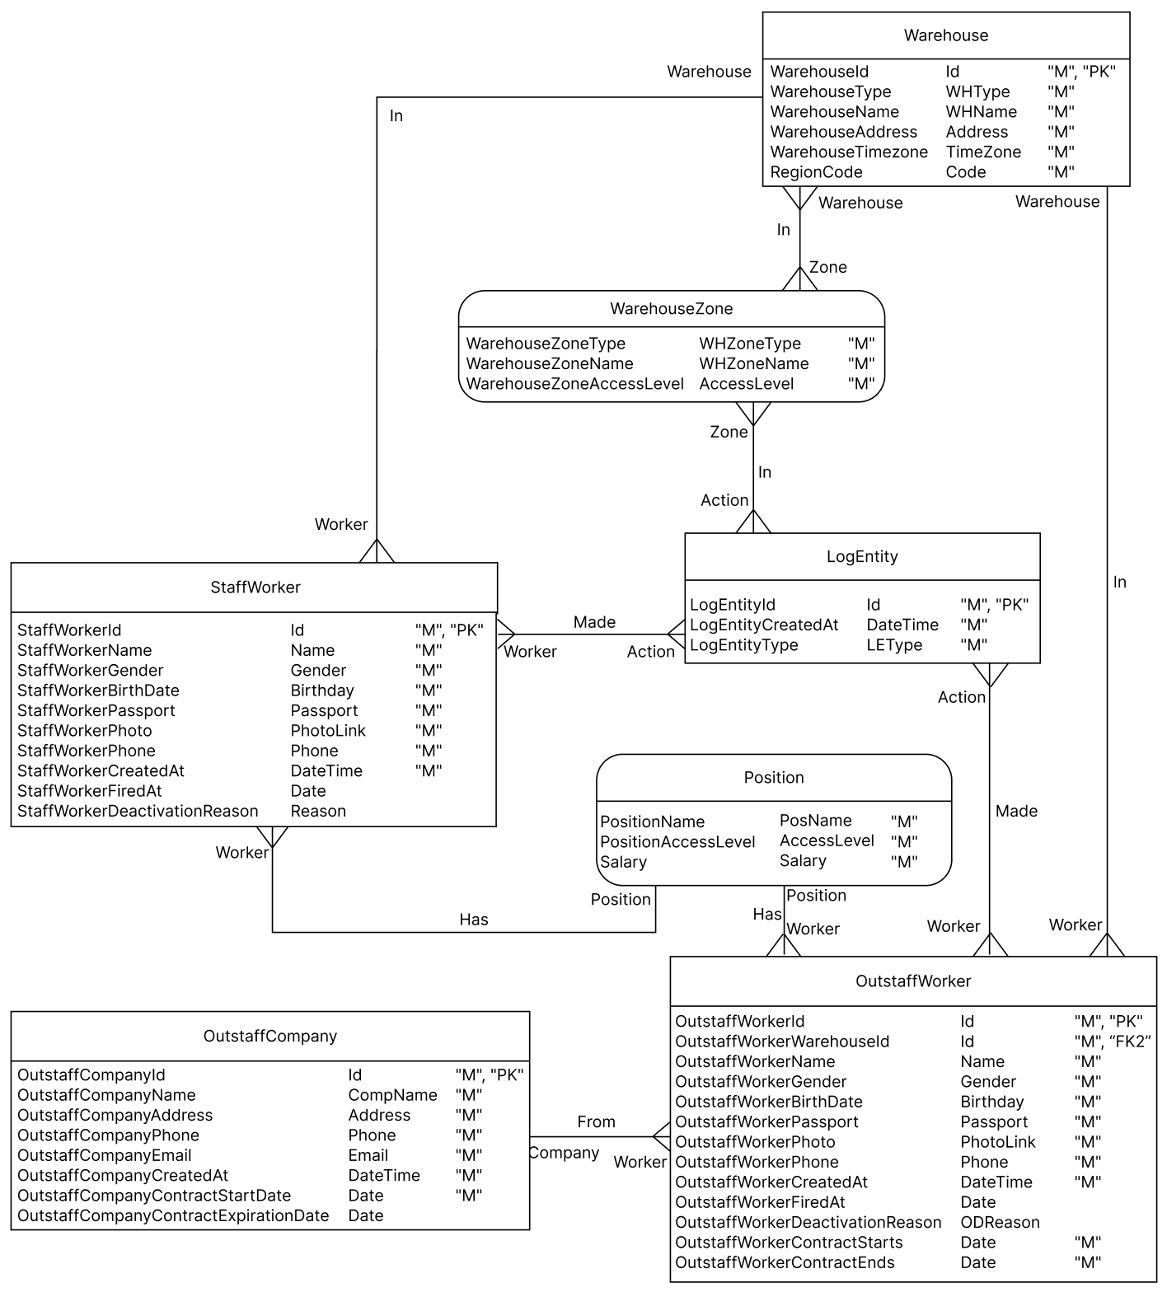 Warehouse
WarehouseId Id "M", "PK"
WarehouseType WHType "M"
WarehouseName WHName "M"
WarehouseAddress Address "M"
WarehouseTimezone TimeZone "M"
RegionCode Code "M"
Warehouse
In
Warehouse
Warehouse
In
Zone
WarehouseZone
WarehouseZoneType WHZoneType "M"
WarehouseZoneName WHZoneName "M"
WarehouseZoneAccessLevel AccessLevel "M"
Zone
In
Action
Worker
StaffWorker
StaffWorkerId Id "M", "PK"
StaffWorkerName Name "M"
StaffWorkerGender Gender "M"
StaffWorkerBirthDate Birthday "M"
StaffWorkerPassport Passport "M"
StaffWorkerPhoto PhotoLink "M"
StaffWorkerPhone Phone "M"
StaffWorkerCreatedAt DateTime "M"
StaffWorkerFiredAt Date
StaffWorkerDeactivationReason Reason
Made
Worker
Action
LogEntity
LogEntityId Id "M", "PK"
LogEntityCreatedAt DateTime "M"
LogEntityType LEType "M"
In
Action
Made
Worker
Worker
Position
PositionName PosName "M"
PositionAccessLevel AccessLevel "M"
Salary Salary "M"
Worker
Has
Position
Position
Has
Worker
OutstaffCompany
OutstaffCompanyId Id "M", "PK"
OutstaffCompanyName CompName "M"
OutstaffCompanyAddress Address "M"
OutstaffCompanyPhone Phone "M"
OutstaffCompanyEmail Email "M"
OutstaffCompanyCreatedAt DateTime "M"
OutstaffCompanyContractStartDate Date "M"
OutstaffCompanyContractExpirationDate Date
From
Company
Worker
OutstaffWorker
OutstaffWorkerId Id "M", "PK"
OutstaffWorkerWarehouseId Id "M", “FK2”
OutstaffWorkerName Name "M"
OutstaffWorkerGender Gender "M"
OutstaffWorkerBirthDate Birthday "M"
OutstaffWorkerPassport Passport "M"
OutstaffWorkerPhoto PhotoLink "M"
OutstaffWorkerPhone Phone "M"
OutstaffWorkerCreatedAt DateTime "M"
OutstaffWorkerFiredAt Date
OutstaffWorkerDeactivationReason ODReason
OutstaffWorkerContractStarts Date "M"
OutstaffWorkerContractEnds Date "M"